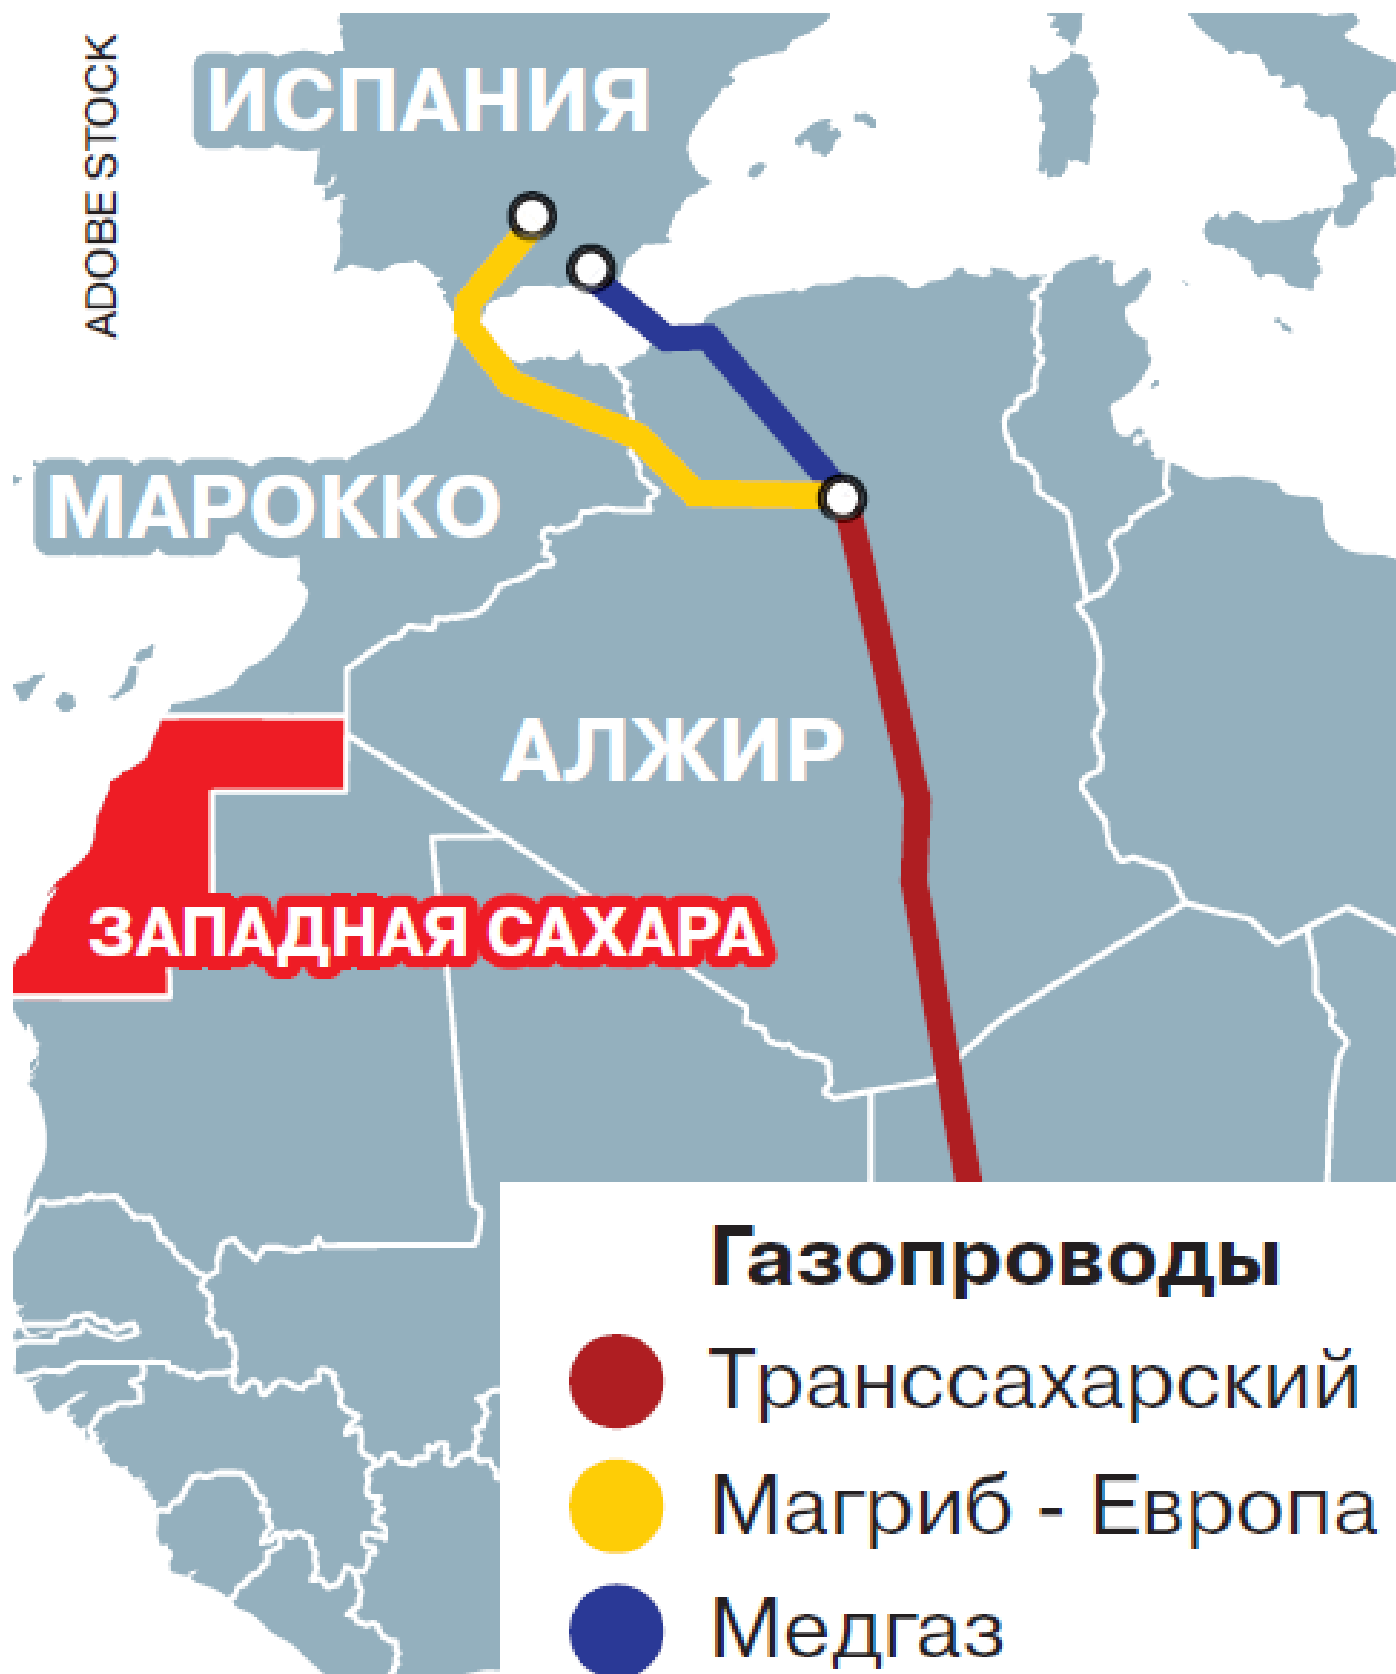 ADOBE STOCK
ИСПАНИЯ
МАРОККО
АЛЖИР
ЗАПАДНАЯ САХАРА
Газопроводы
Транссахарский
Магриб - Европа
Медгаз